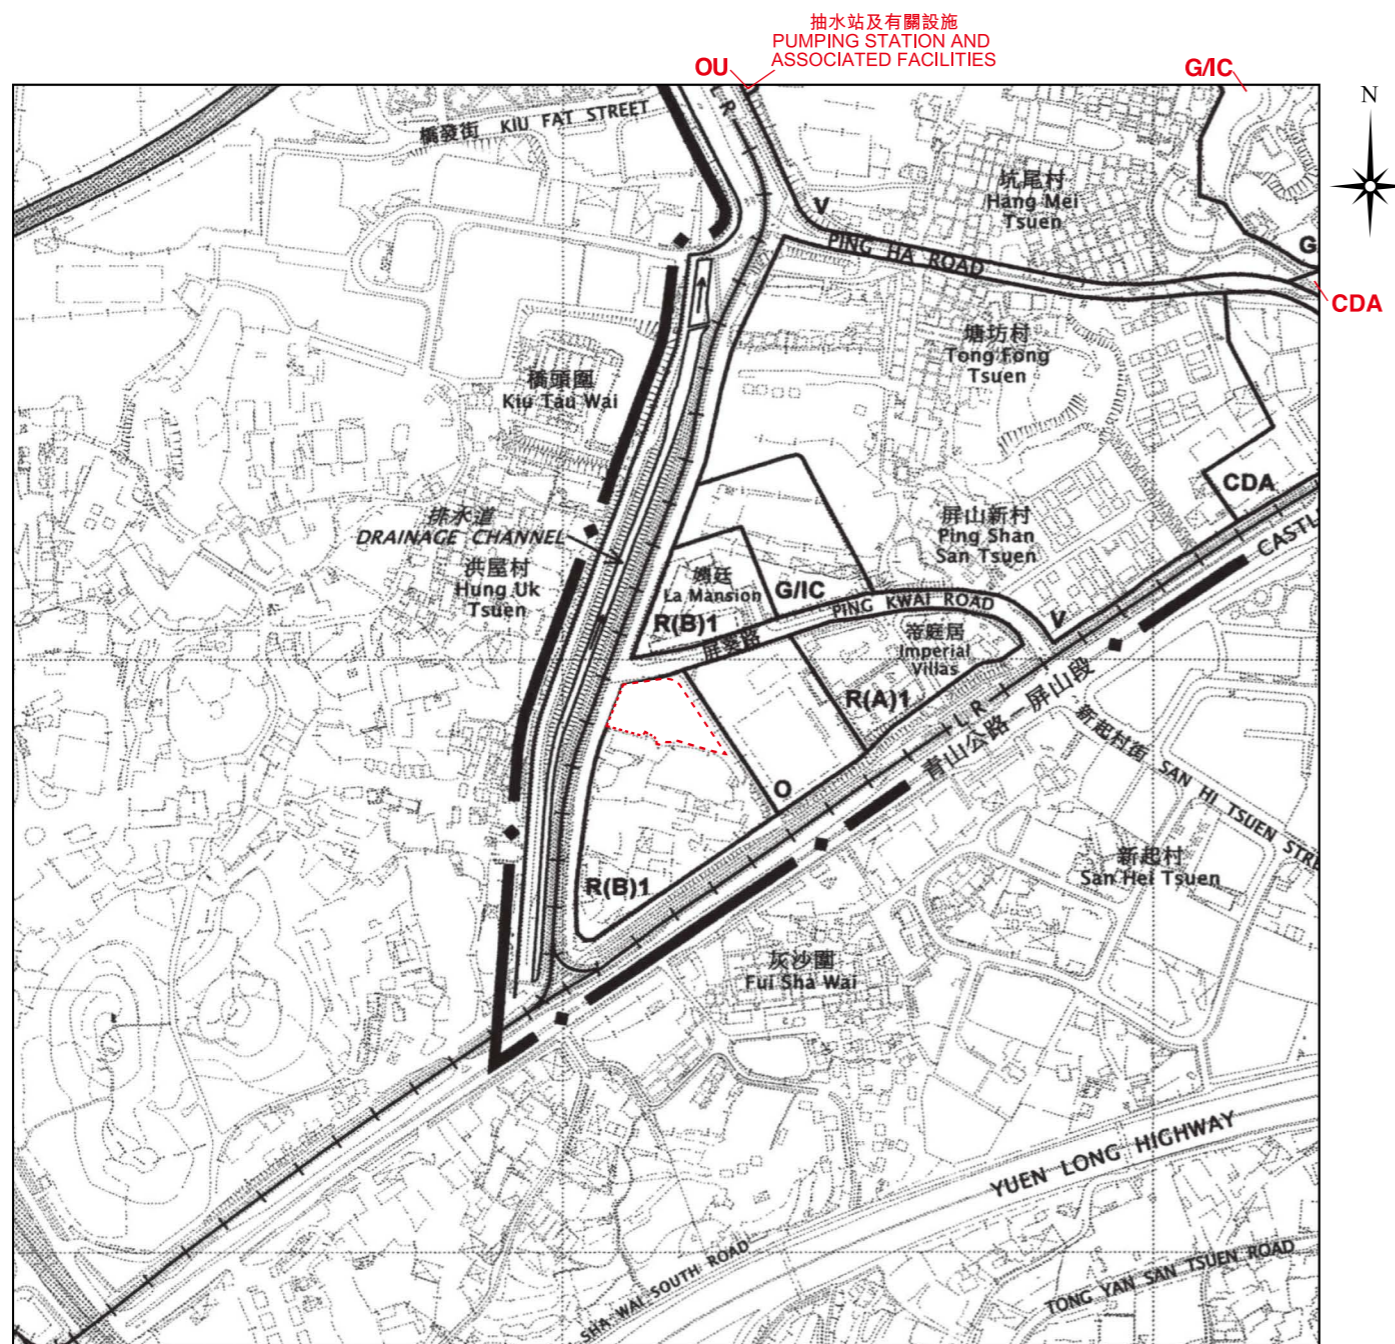 抽水站及有關設施
PUMPING STATION AND
ASSOCIATED FACILITIES
OU
G/IC
N
L R
橋發街 KIU FAT STREET
坑尾村
Hang Mei
Tsuen
V
PING HA ROAD
G
CDA
塘坊村
Tong Fong
Tsuen
橋頭圍
Kiu Tau Wai
CDA
排水道
DRAINAGE CHANNEL
屏山新村
Ping Shan
San Tsuen
CASTL
洪屋村
Hung Uk
Tsuen
La Mansion
G/IC
R(B)1
屏葵路
PING KWAI ROAD
V
帝庭居
Imperial
Villas
R(A)1
L R
青山公路－屏山段
新起村街 SAN HI TSUEN STRE
O
新起村
San Hei Tsuen
R(B)1
灰沙圍
Fui Sha Wai
YUEN LONG HIGHWAY
SHA WAI SOUTH ROAD
TONG YAN SAN TSUEN ROAD